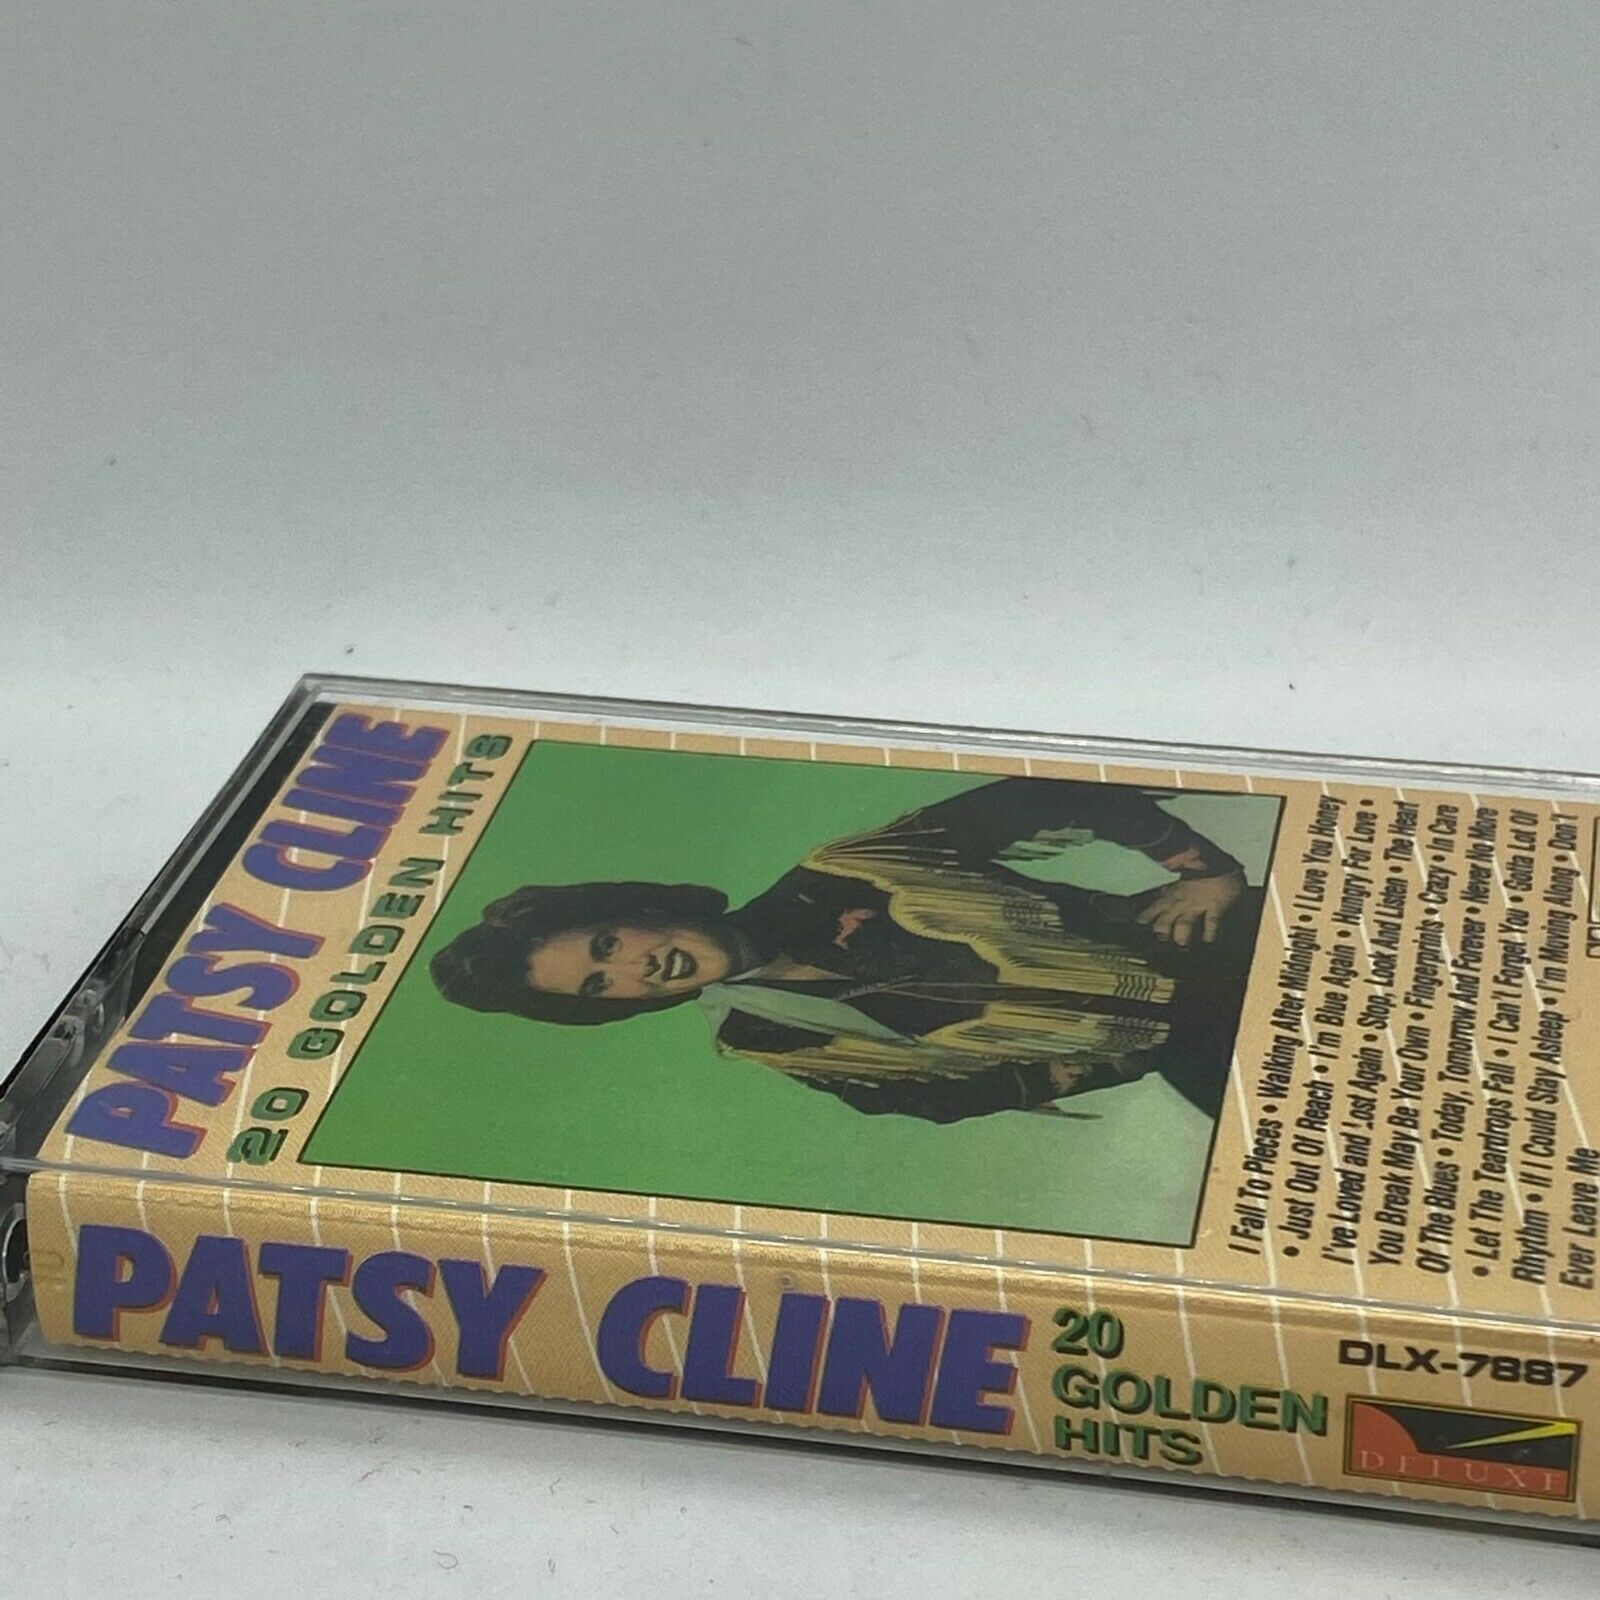 PATSY CLINE
20 GOLDEN HITS
I Fall To Pieces • Walking After Midnight • I Love You Honey
• Just Out Of Reach • I'm Blue Again • Hungry For Love •
I've Loved and Lost Again • Stop, Look And Listen • The Heart
You Break May Be Your Own • Fingerprints • Crazy • In Care
Of The Blues • Today, Tomorrow And Forever • Never No More
• Let The Teardrops Fall • I Can't Forget You • Gotta Lot Of
Rhythm • If I Could Stay Asleep • I'm Moving Along • Don't
Ever Leave Me
PATSY CLINE
20
GOLDEN
HITS
DLX-7887
DELUXE